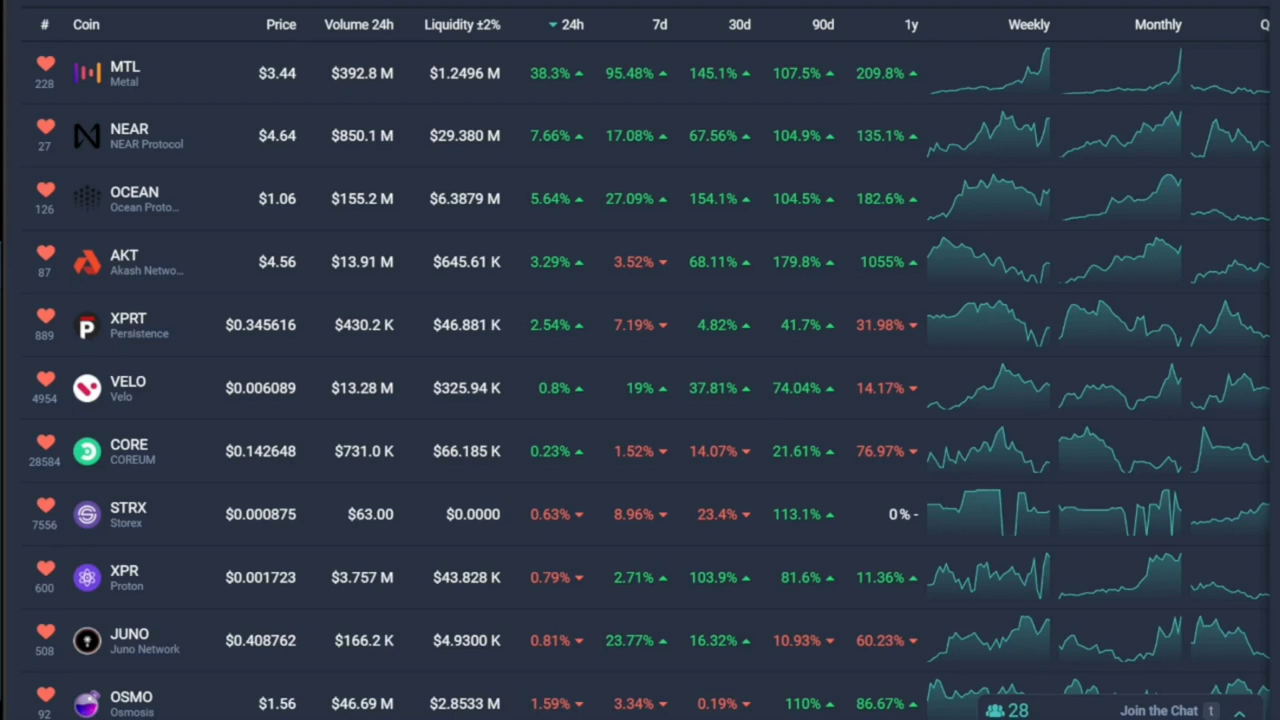 # Coin Price Volume 24h Liquidity ±2% 24h 7d 30d 90d 1y Weekly Monthly Q
MTL $3.44 $392.8 M $1.2496 M 38.3% 95.48% 145.1% 107.5% 209.8%
228 Metal
NEAR $4.64 $850.1 M $29.380 M 7.66% 17.08% 67.56% 104.9% 135.1%
27 NEAR Protocol
OCEAN $1.06 $155.2 M $6.3879 M 5.64% 27.09% 154.1% 104.5% 182.6%
126 Ocean Proto...
AKT $4.56 $13.91 M $645.61 K 3.29% 3.52% 68.11% 179.8% 1055%
87 Akash Netwo...
XPRT $0.345616 $430.2 K $46.881 K 2.54% 7.19% 4.82% 41.7% 31.98%
889 Persistence
VELO $0.006089 $13.28 M $325.94 K 0.8% 19% 37.81% 74.04% 14.17%
4954 Velo
CORE $0.142648 $731.0 K $66.185 K 0.23% 1.52% 14.07% 21.61% 76.97%
28584 COREUM
STRX $0.000875 $63.00 $0.0000 0.63% 8.96% 23.4% 113.1% 0% -
7556 Storex
XPR $0.001723 $3.757 M $43.828 K 0.79% 2.71% 103.9% 81.6% 11.36%
600 Proton
JUNO $0.408762 $166.2 K $4.9300 K 0.81% 23.77% 16.32% 10.93% 60.23%
508 Juno Network
OSMO $1.56 $46.69 M $2.8533 M 1.59% 3.34% 0.19% 110% 86.67%
92 Osmosis
28 Join the Chat t